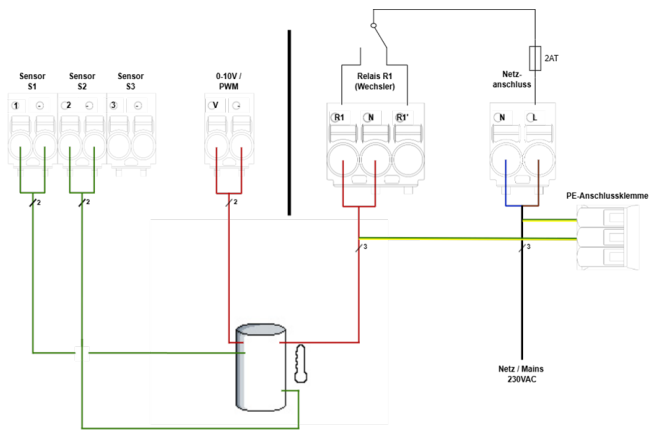 2AT
Sensor
S1
Sensor
S2
Sensor
S3
0-10V /
PWM
Relais R1
(Wechsler)
Netz-
anschluss
1
2
3
V
R1
N
R1'
N
L
PE-Anschlussklemme
2
2
2
3
3
Netz / Mains
230VAC